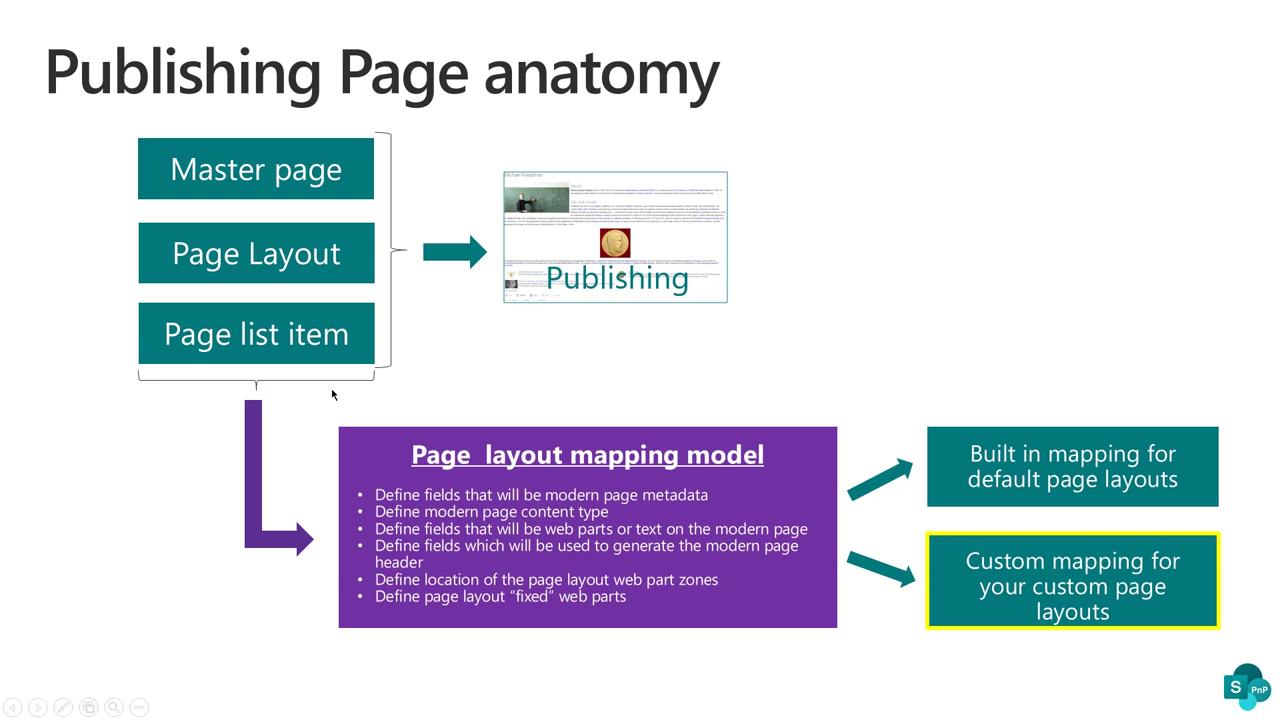 Publishing Page anatomy
Master page
Page Layout
Page list item
Michael Freedman
Publishing
Page  layout mapping model
• Define fields that will be modern page metadata
• Define modern page content type
• Define fields that will be web parts or text on the modern page
• Define fields which will be used to generate the modern page
header
• Define location of the page layout web part zones
• Define page layout “fixed” web parts
Built in mapping for
default page layouts
Custom mapping for
your custom page
layouts
S
PnP